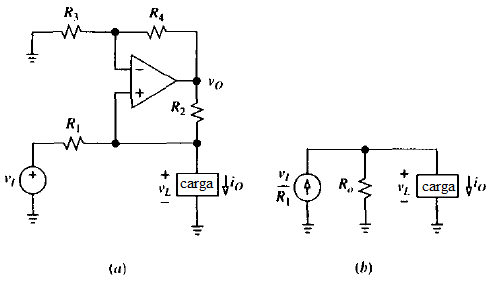 R3
R4
−
+
vO
R2
R1
vI
+
+
vL
−
carga
iO
vI
R1
Ro
+
vL
−
carga
iO
(a)
(b)